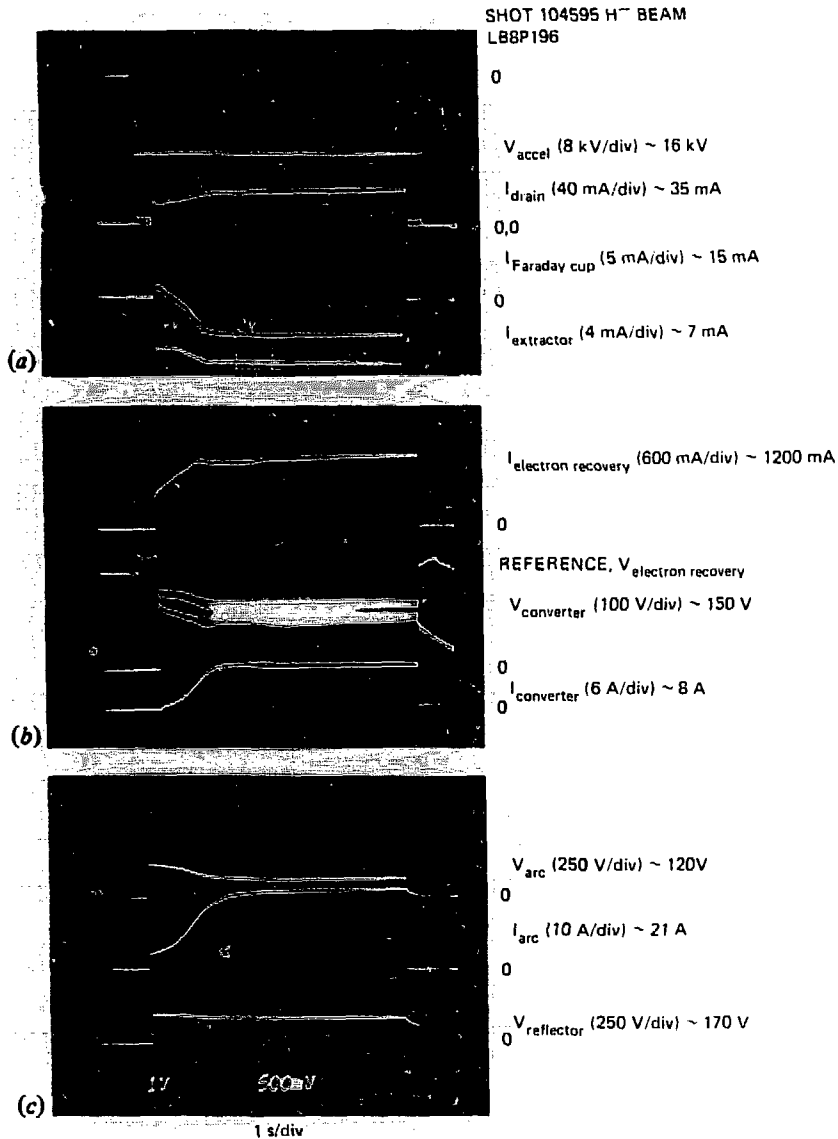 SHOT 104595 H⁻ BEAM
LB8P196
0
V_accel (8 kV/div) ~ 16 kV
I_drain (40 mA/div) ~ 35 mA
0,0
I_Faraday cup (5 mA/div) ~ 15 mA
0
I_extractor (4 mA/div) ~ 7 mA
(a)
I_electron recovery (600 mA/div) ~ 1200 mA
0
REFERENCE, V_electron recovery
V_converter (100 V/div) ~ 150 V
0
I_converter (6 A/div) ~ 8 A
0
(b)
V_arc (250 V/div) ~ 120V
0
I_arc (10 A/div) ~ 21 A
0
V_reflector (250 V/div) ~ 170 V
0
1V 500mV
(c)
1 s/div